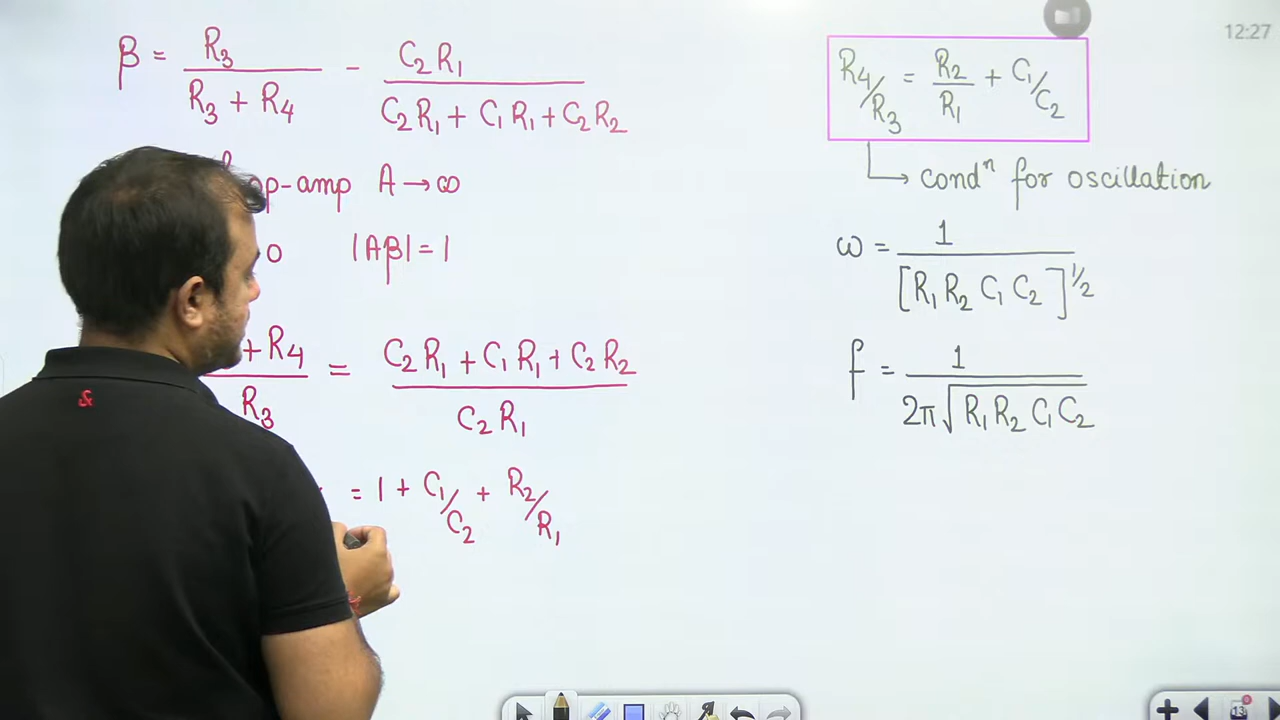 β = R₃/(R₃ + R₄) - C₂R₁/(C₂R₁ + C₁R₁ + C₂R₂)
op-amp A → ∞
0 |Aβ| = 1
+ R₄/R₃ = (C₂R₁ + C₁R₁ + C₂R₂)/(C₂R₁)
= 1 + C₁/C₂ + R₂/R₁
12:27
R₄/R₃ = R₂/R₁ + C₁/C₂
condⁿ for oscillation
ω = 1/[R₁R₂C₁C₂]^½
f = 1/(2π√(R₁R₂C₁C₂))
13